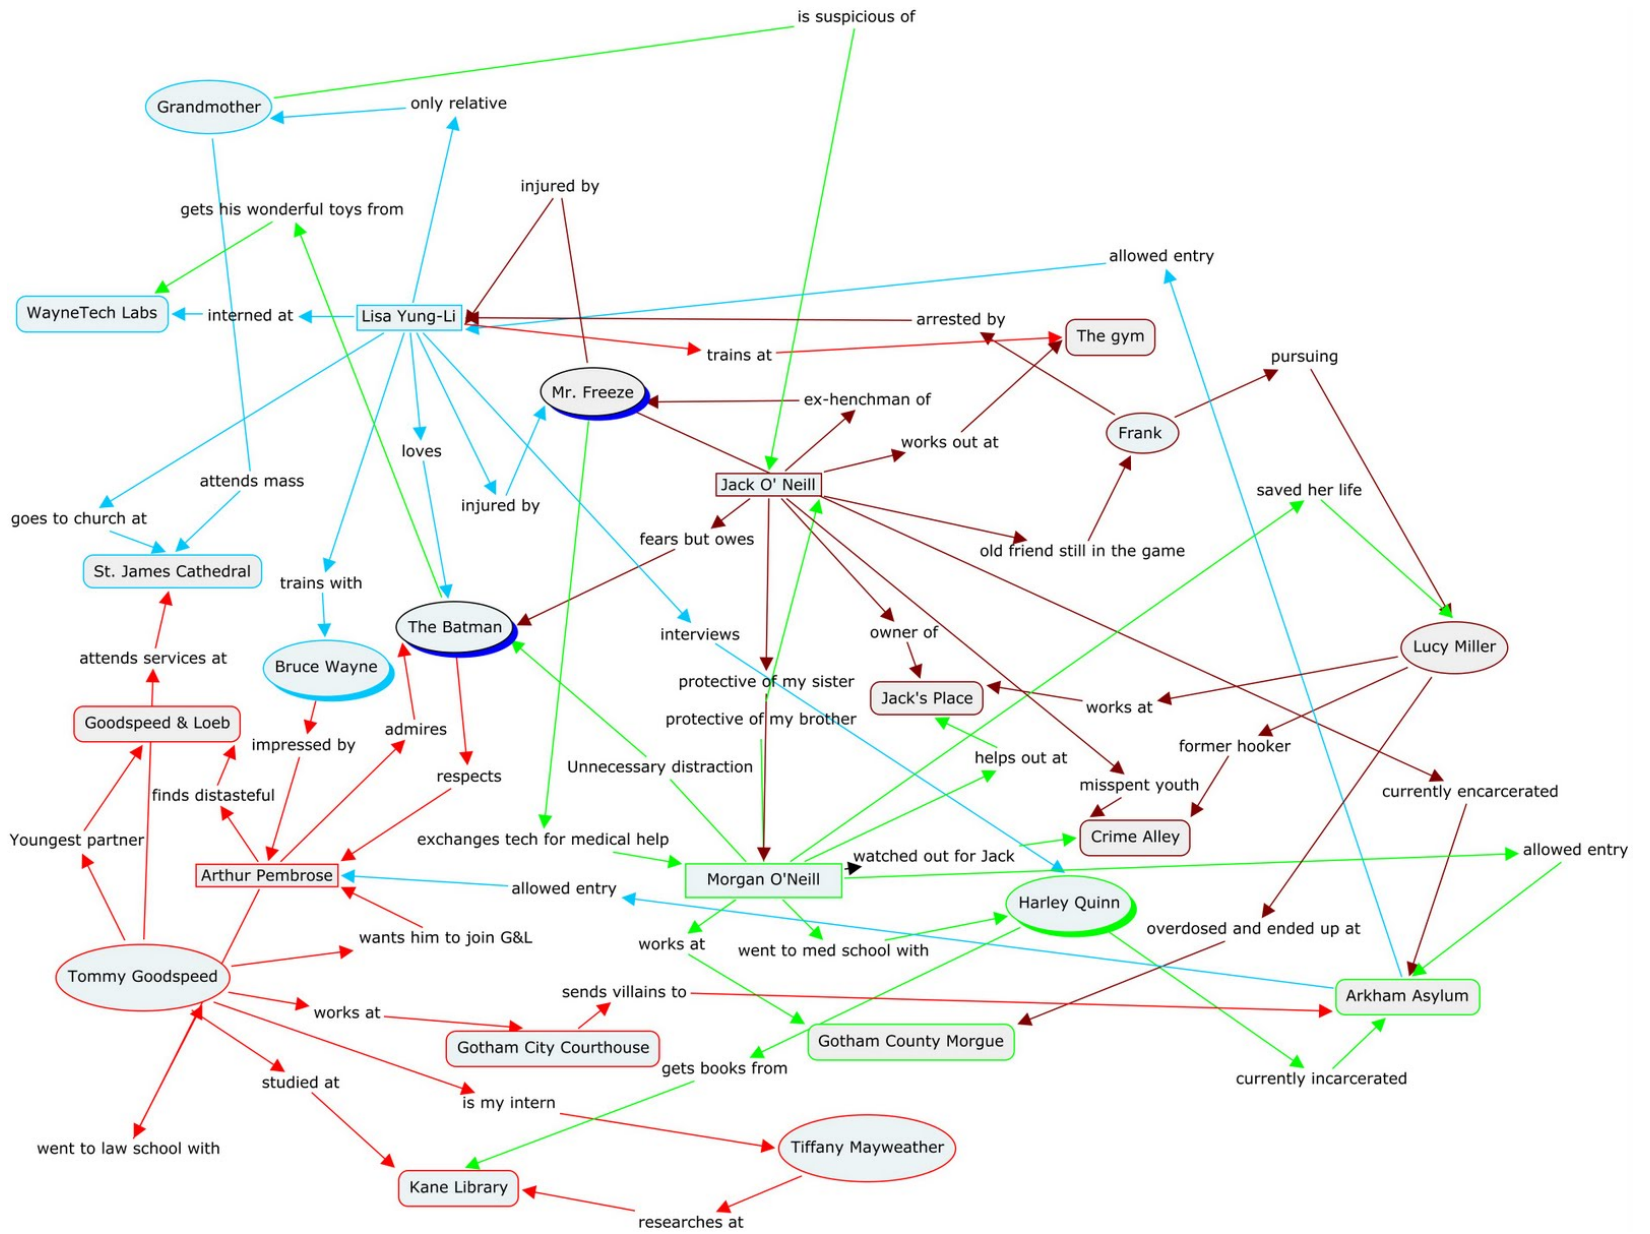 is suspicious of
Grandmother
only relative
injured by
gets his wonderful toys from
allowed entry
WayneTech Labs
interned at
Lisa Yung-Li
arrested by
The gym
trains at
pursuing
Mr. Freeze
ex-henchman of
Frank
works out at
loves
attends mass
Jack O' Neill
saved her life
injured by
goes to church at
fears but owes
old friend still in the game
St. James Cathedral
trains with
The Batman
interviews
owner of
Lucy Miller
attends services at
Bruce Wayne
protective of my sister
Jack's Place
works at
protective of my brother
Goodspeed & Loeb
admires
impressed by
former hooker
helps out at
Unnecessary distraction
respects
misspent youth
currently encarcerated
finds distasteful
Youngest partner
exchanges tech for medical help
Crime Alley
allowed entry
watched out for Jack
Arthur Pembrose
Morgan O'Neill
allowed entry
Harley Quinn
overdosed and ended up at
wants him to join G&L
works at
went to med school with
Tommy Goodspeed
sends villains to
Arkham Asylum
works at
Gotham City Courthouse
Gotham County Morgue
gets books from
currently incarcerated
studied at
is my intern
went to law school with
Tiffany Mayweather
Kane Library
researches at